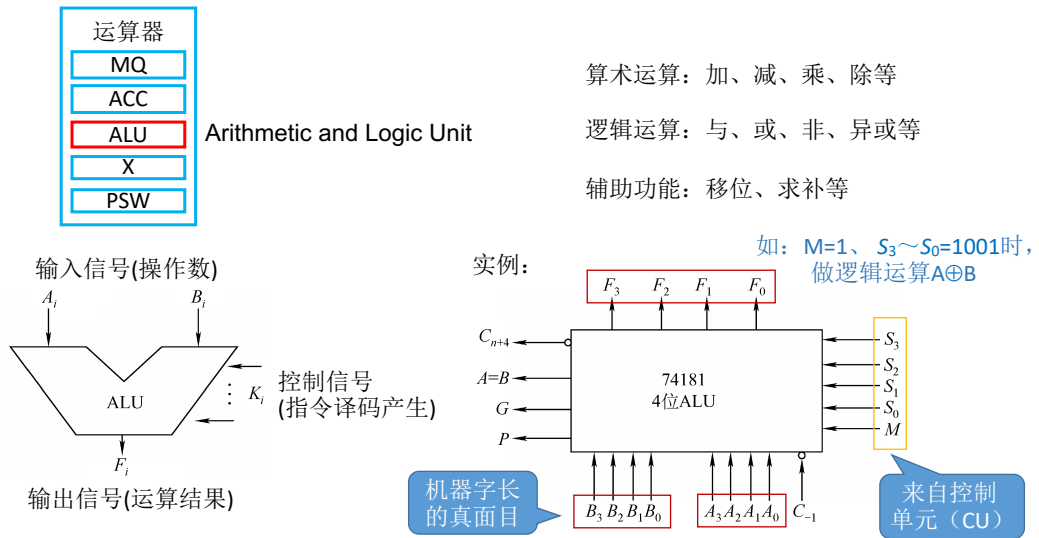 运算器
MQ
ACC
ALU
X
PSW
Arithmetic and Logic Unit
算术运算：加、减、乘、除等
逻辑运算：与、或、非、异或等
辅助功能：移位、求补等
输入信号(操作数)
A_i B_i
ALU
K_i
控制信号
(指令译码产生)
F_i
输出信号(运算结果)
实例：
如：M=1、S₃～S₀=1001时，
做逻辑运算A⊕B
F₃ F₂ F₁ F₀
C_{n+4}
A=B
G
P
74181
4位ALU
S₃
S₂
S₁
S₀
M
B₃ B₂ B₁ B₀ A₃ A₂ A₁ A₀ C₋₁
机器字长
的真面目
来自控制
单元（CU）